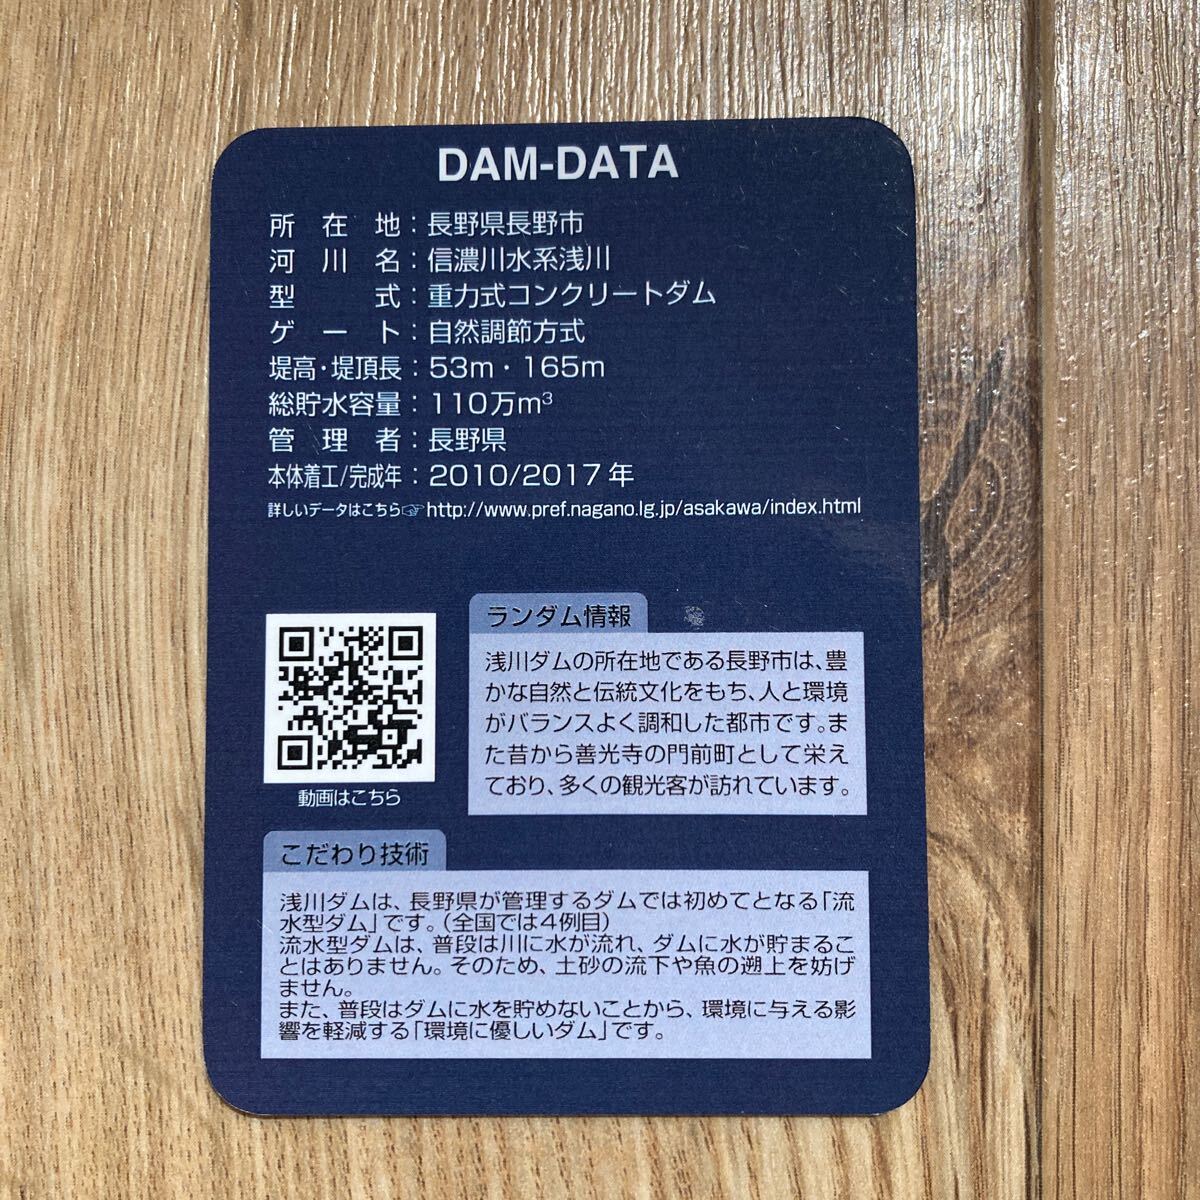 DAM-DATA
所在地：長野県長野市
河川名：信濃川水系浅川
型式：重力式コンクリートダム
ゲート：自然調節方式
堤高・堤頂長：53m・165m
総貯水容量：110万m³
管理者：長野県
本体着工/完成年：2010/2017年
詳しいデータはこちら☞http://www.pref.nagano.lg.jp/asakawa/index.html
動画はこちら
ランダム情報
浅川ダムの所在地である長野市は、豊
かな自然と伝統文化をもち、人と環境
がバランスよく調和した都市です。ま
た昔から善光寺の門前町として栄え
ており、多くの観光客が訪れています。
こだわり技術
浅川ダムは、長野県が管理するダムでは初めてとなる「流
水型ダム」です。（全国では4例目）
流水型ダムは、普段は川に水が流れ、ダムに水が貯まるこ
とはありません。そのため、土砂の流下や魚の遡上を妨げ
ません。
また、普段はダムに水を貯めないことから、環境に与える影
響を軽減する「環境に優しいダム」です。